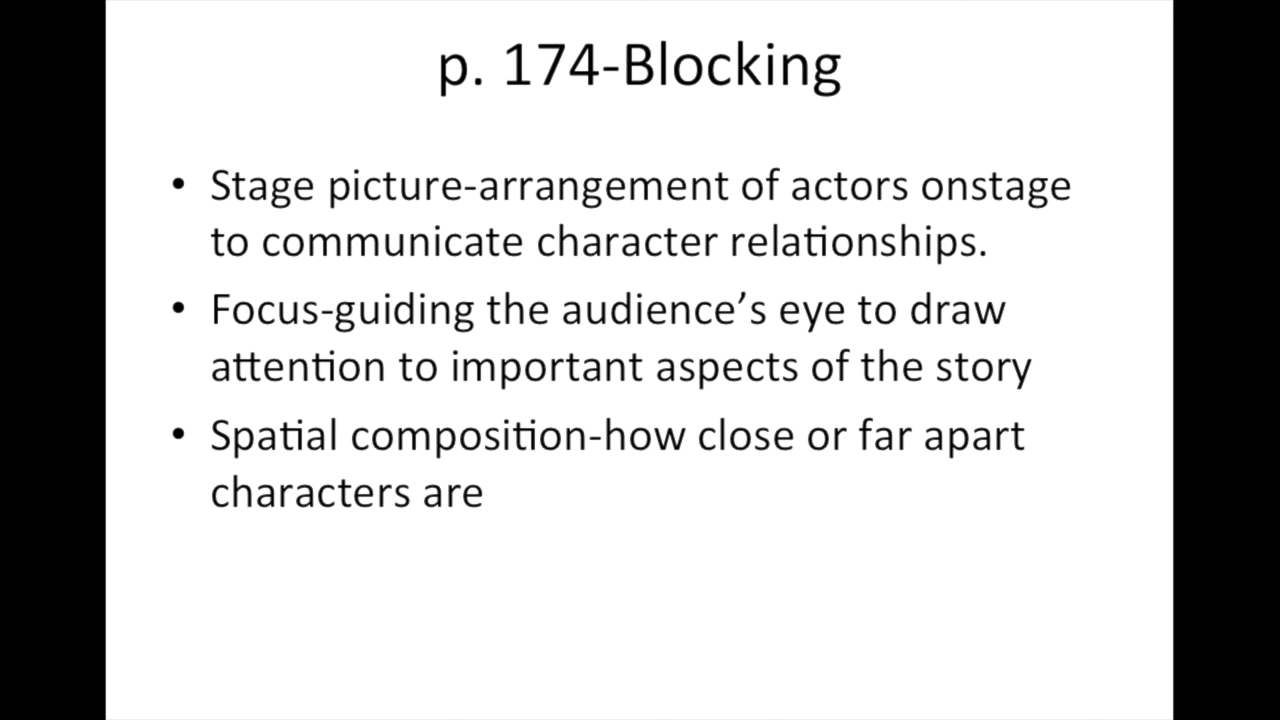 p. 174-Blocking
• Stage picture-arrangement of actors onstage
to communicate character relationships.
• Focus-guiding the audience’s eye to draw
attention to important aspects of the story
• Spatial composition-how close or far apart
characters are